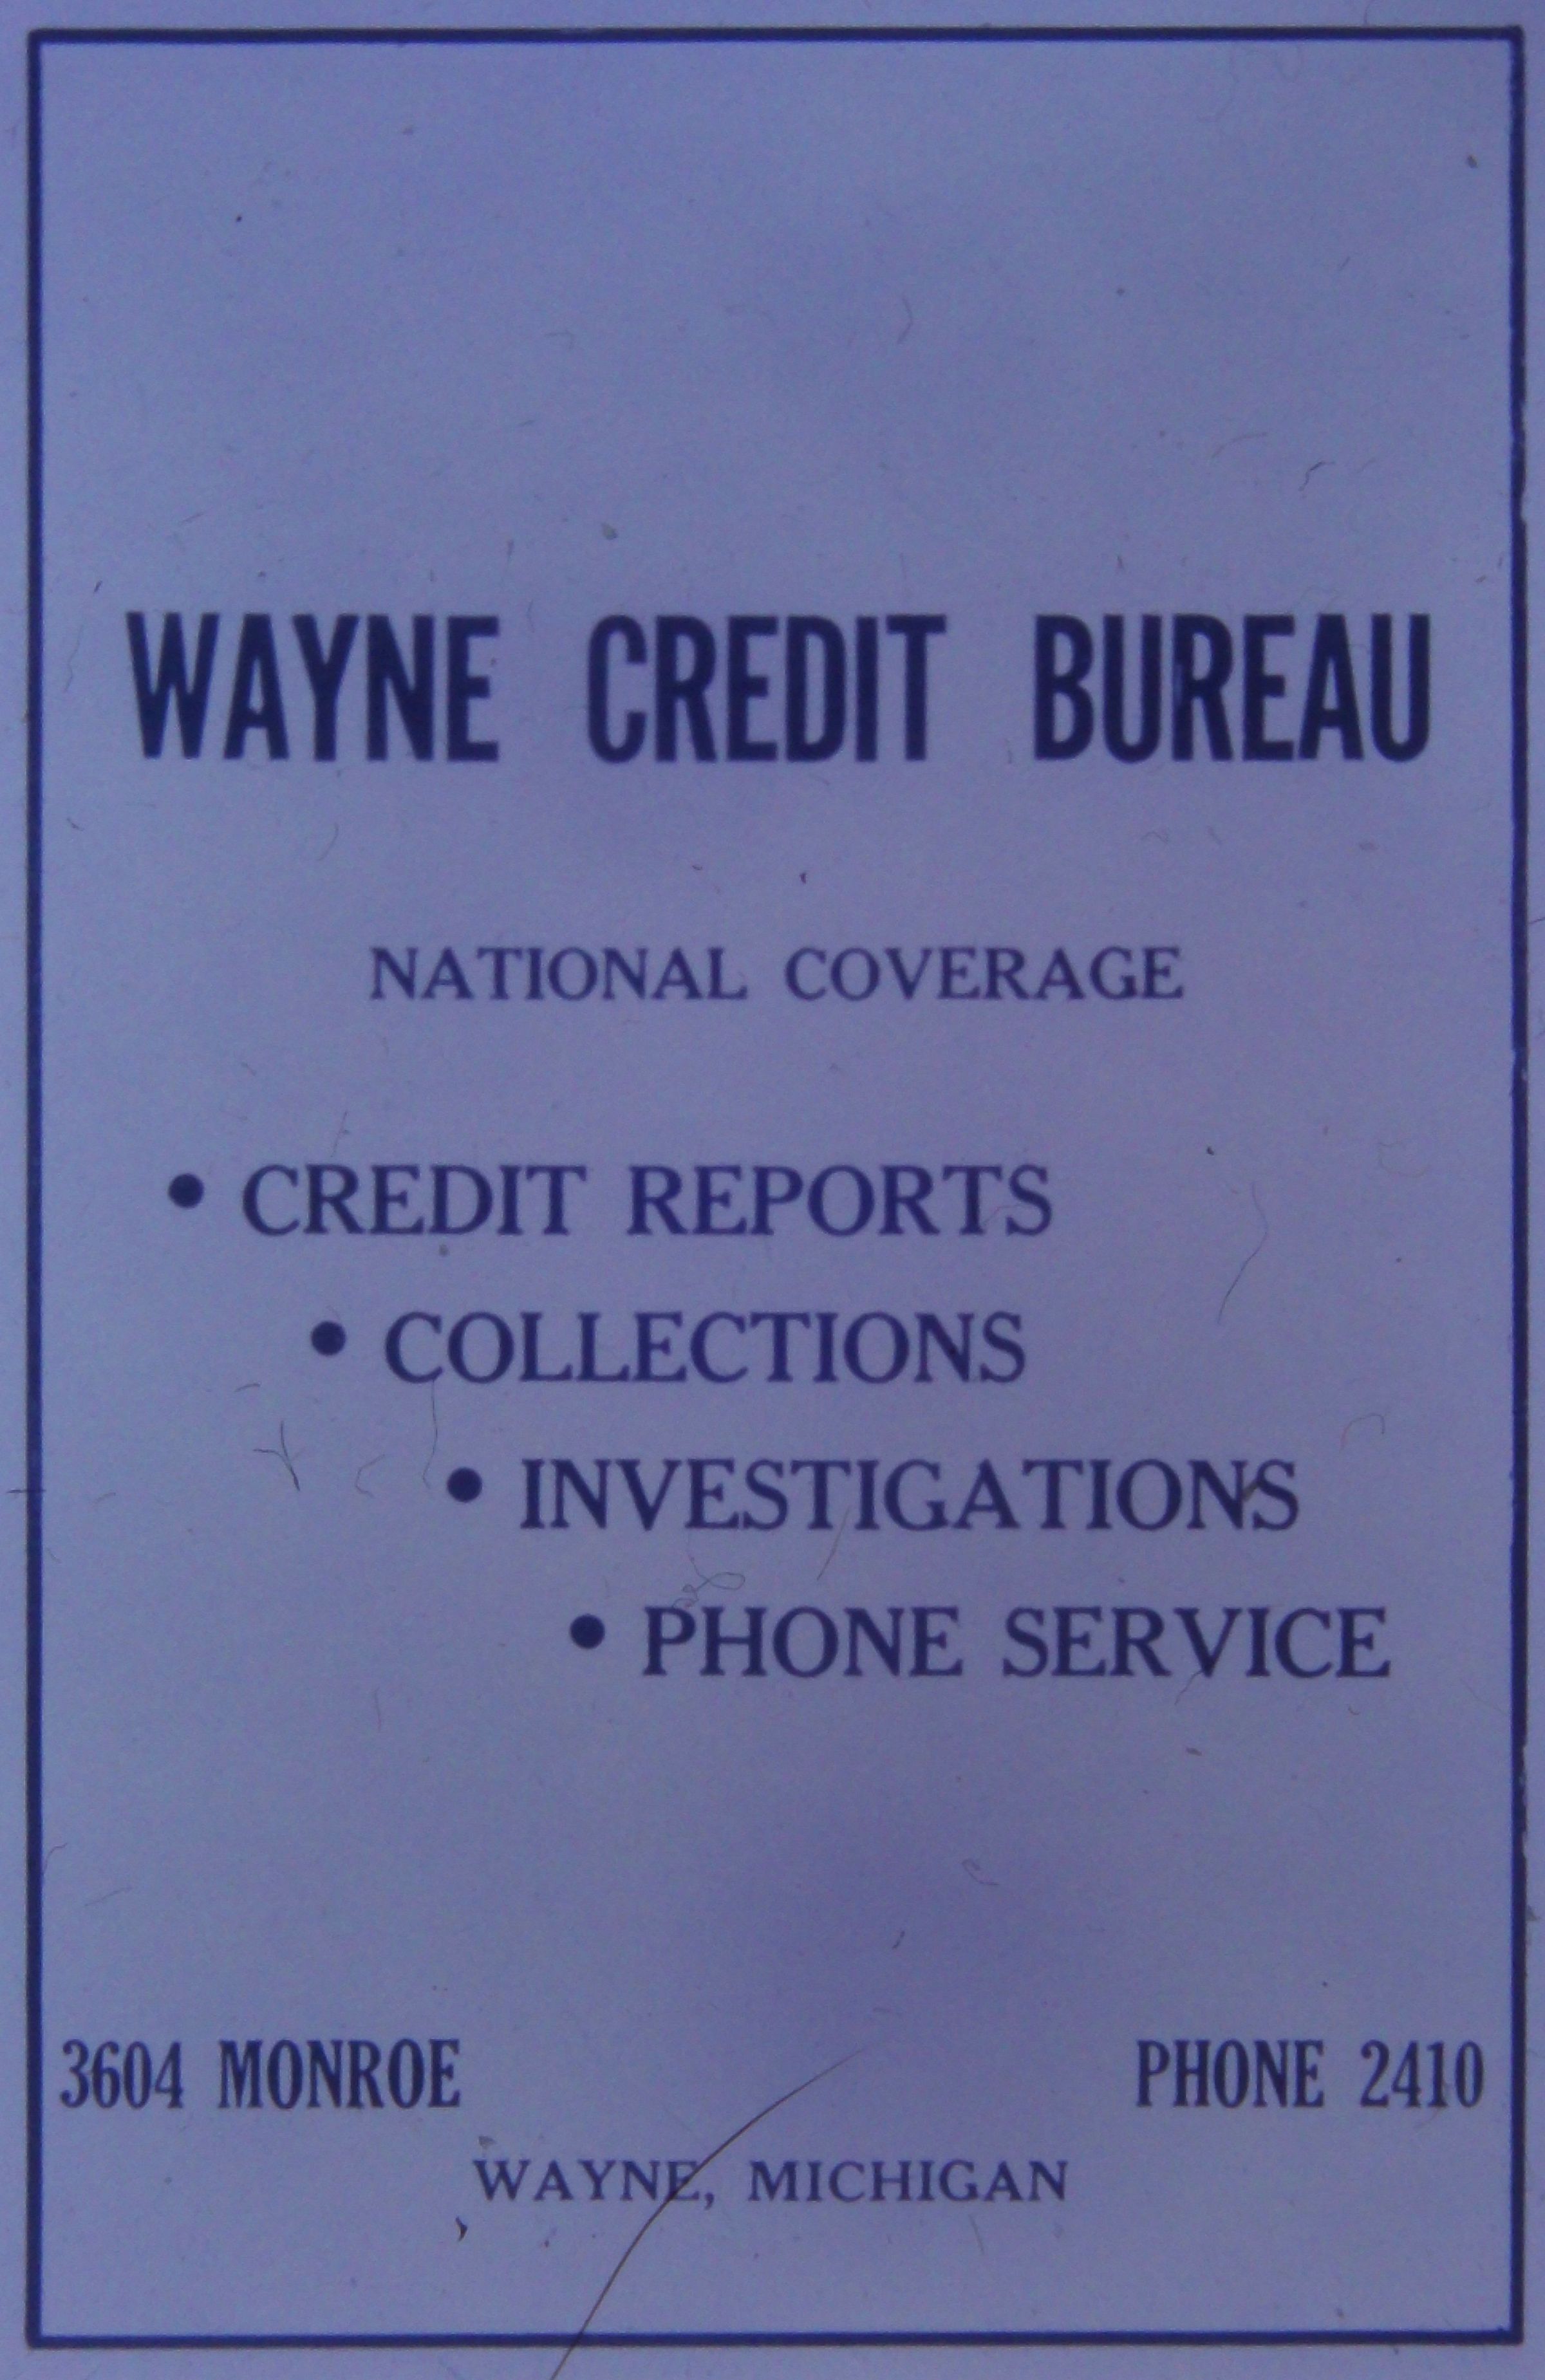 WAYNE CREDIT BUREAU
NATIONAL COVERAGE
• CREDIT REPORTS
• COLLECTIONS
• INVESTIGATIONS
• PHONE SERVICE
3604 MONROE PHONE 2410
WAYNE, MICHIGAN